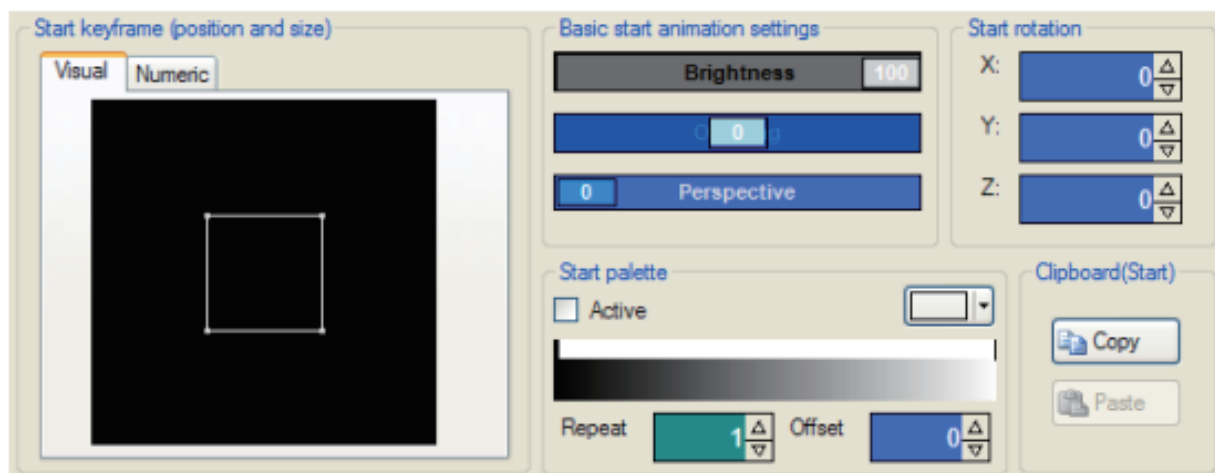 Start keyframe (position and size)
Visual
Numeric
Basic start animation settings
Brightness 100
0
0 Perspective
Start rotation
X: 0
Y: 0
Z: 0
Start palette
Active
Repeat 1 Offset 0
Clipboard(Start)
Copy
Paste